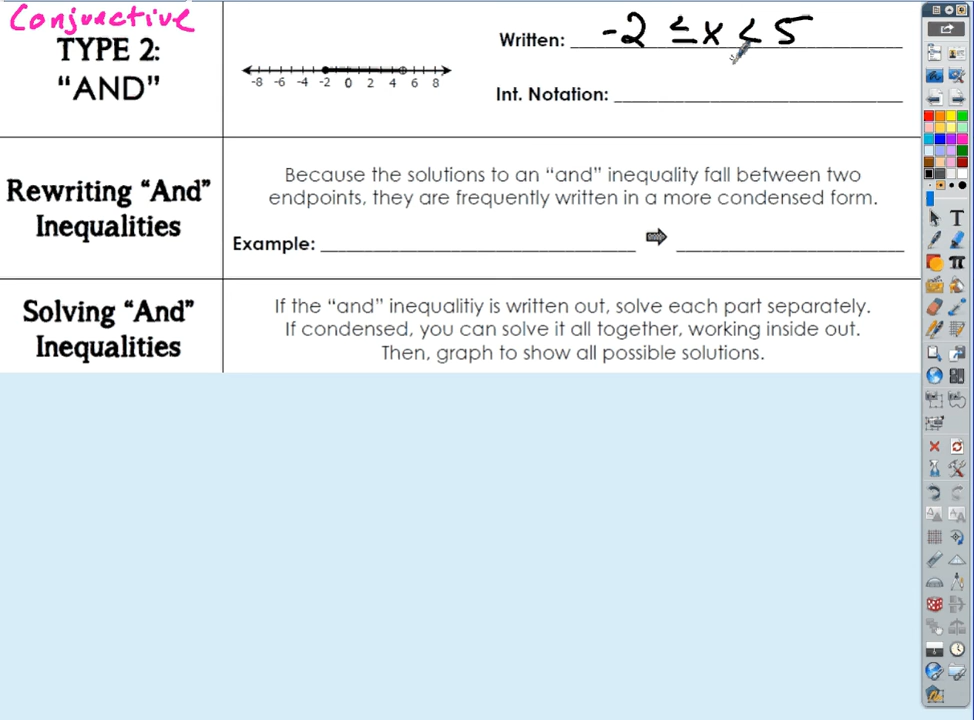 Conjunctive
TYPE 2:
“AND”
-8 -6 -4 -2 0 2 4 6 8
Written: -2 ≤ x < 5
Int. Notation:
Rewriting “And”
Inequalities
Because the solutions to an “and” inequality fall between two
endpoints, they are frequently written in a more condensed form.
Example:
Solving “And”
Inequalities
If the “and” inequalitiy is written out, solve each part separately.
If condensed, you can solve it all together, working inside out.
Then, graph to show all possible solutions.